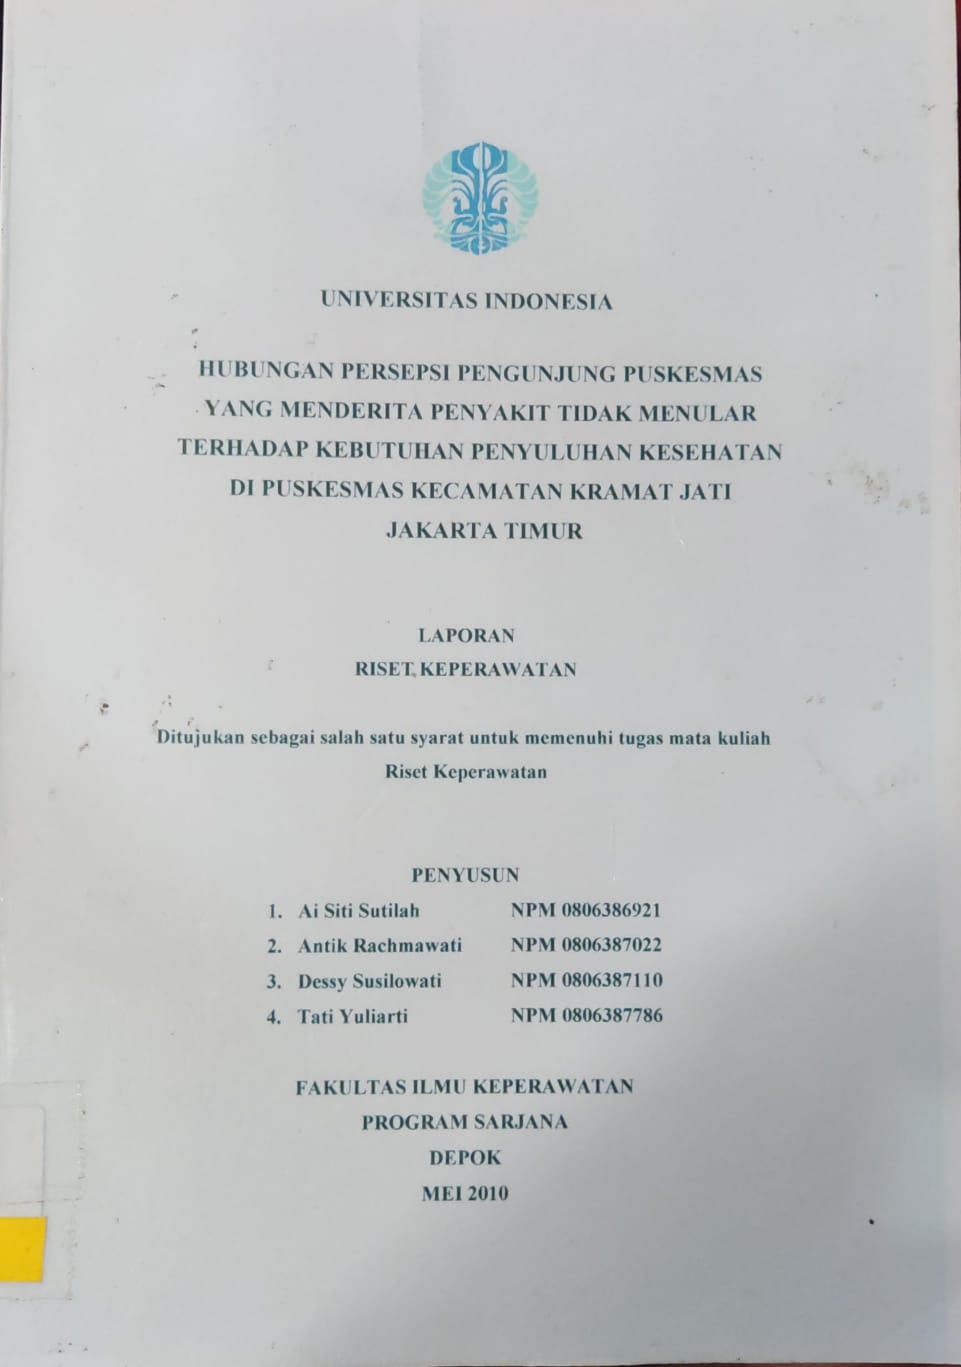 UNIVERSITAS INDONESIA
HUBUNGAN PERSEPSI PENGUNJUNG PUSKESMAS
YANG MENDERITA PENYAKIT TIDAK MENULAR
TERHADAP KEBUTUHAN PENYULUHAN KESEHATAN
DI PUSKESMAS KECAMATAN KRAMAT JATI
JAKARTA TIMUR
LAPORAN
RISET KEPERAWATAN
Ditujukan sebagai salah satu syarat untuk memenuhi tugas mata kuliah
Riset Keperawatan
PENYUSUN
1. Ai Siti Sutilah NPM 0806386921
2. Antik Rachmawati NPM 0806387022
3. Dessy Susilowati NPM 0806387110
4. Tati Yuliarti NPM 0806387786
FAKULTAS ILMU KEPERAWATAN
PROGRAM SARJANA
DEPOK
MEI 2010